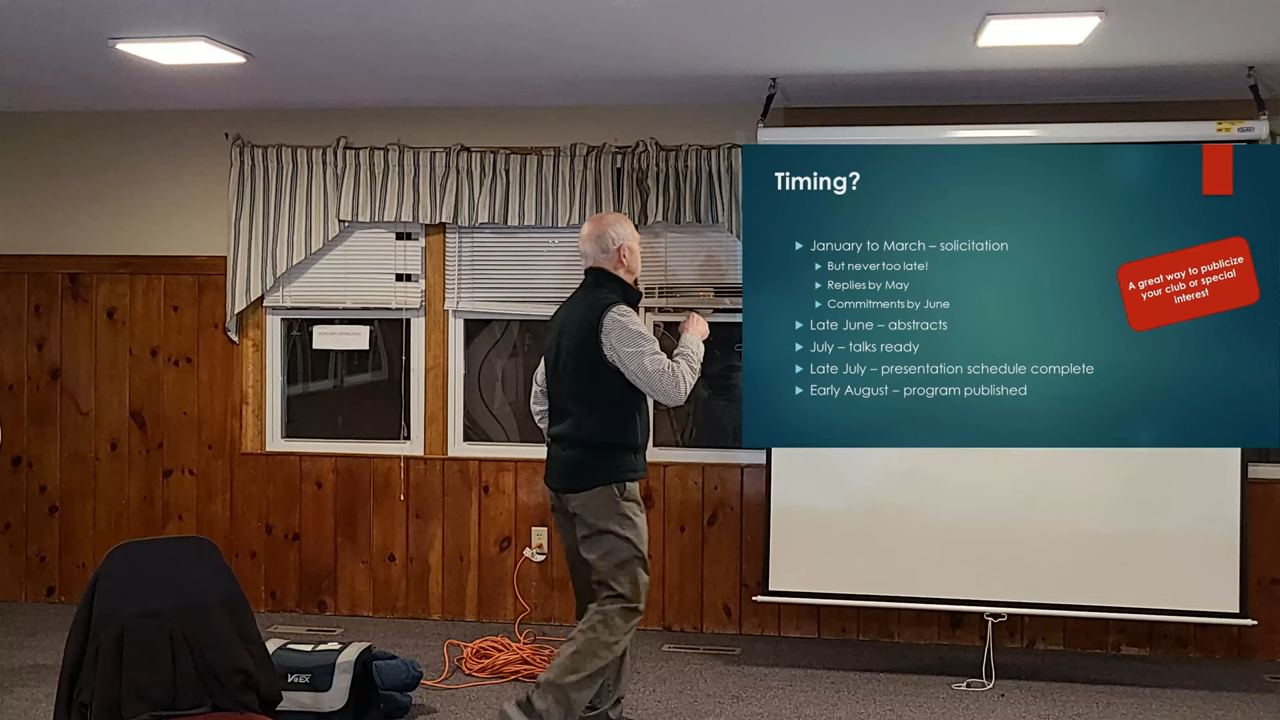 Timing?
January to March – solicitation
But never too late!
Replies by May
Commitments by June
Late June – abstracts
July – talks ready
Late July – presentation schedule complete
Early August – program published
A great way to publicize
your club or special
interest
VeEX